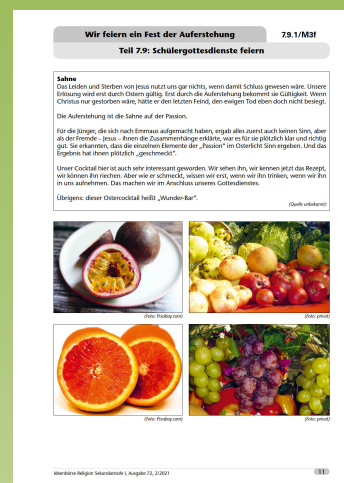 Wir feiern ein Fest der Auferstehung
7.9.1/M3f
Teil 7.9: Schülergottesdienste feiern
Sahne
Das Leiden und Sterben von Jesus nutzt uns gar nichts, wenn damit Schluss gewesen wäre. Unsere
Erlösung wird erst durch Ostern gültig. Erst durch die Auferstehung bekommt sie Gültigkeit. Wenn
Christus nur gestorben wäre, hätte er den letzten Feind, den ewigen Tod eben doch nicht besiegt.
Die Auferstehung ist die Sahne auf der Passion.
Für die Jünger, die sich nach Emmaus aufgemacht haben, ergab alles zuerst auch keinen Sinn, aber
als der Fremde – Jesus – ihnen die Zusammenhänge erklärte, war es für sie plötzlich klar und richtig
gut. Sie erkannten, dass die einzelnen Elemente der „Passion“ im Osterlicht Sinn ergeben. Und das
Ergebnis hat ihnen plötzlich „geschmeckt“.
Unser Cocktail hier ist auch sehr interessant geworden. Wir sehen ihn, wir kennen jetzt das Rezept,
wir können ihn riechen. Aber wie er schmeckt, wissen wir erst, wenn wir ihn trinken, wenn wir ihn
in uns aufnehmen. Das machen wir im Anschluss unseres Gottesdienstes.
Übrigens: dieser Ostercocktail heißt „Wunder-Bar“.
(Quelle unbekannt)
(Foto: Pixabay.com)
(Foto: privat)
(Foto: Pixabay.com)
(Foto: privat)
Ideenbörse Religion Sekundarstufe I, Ausgabe 72, 2/2021
11